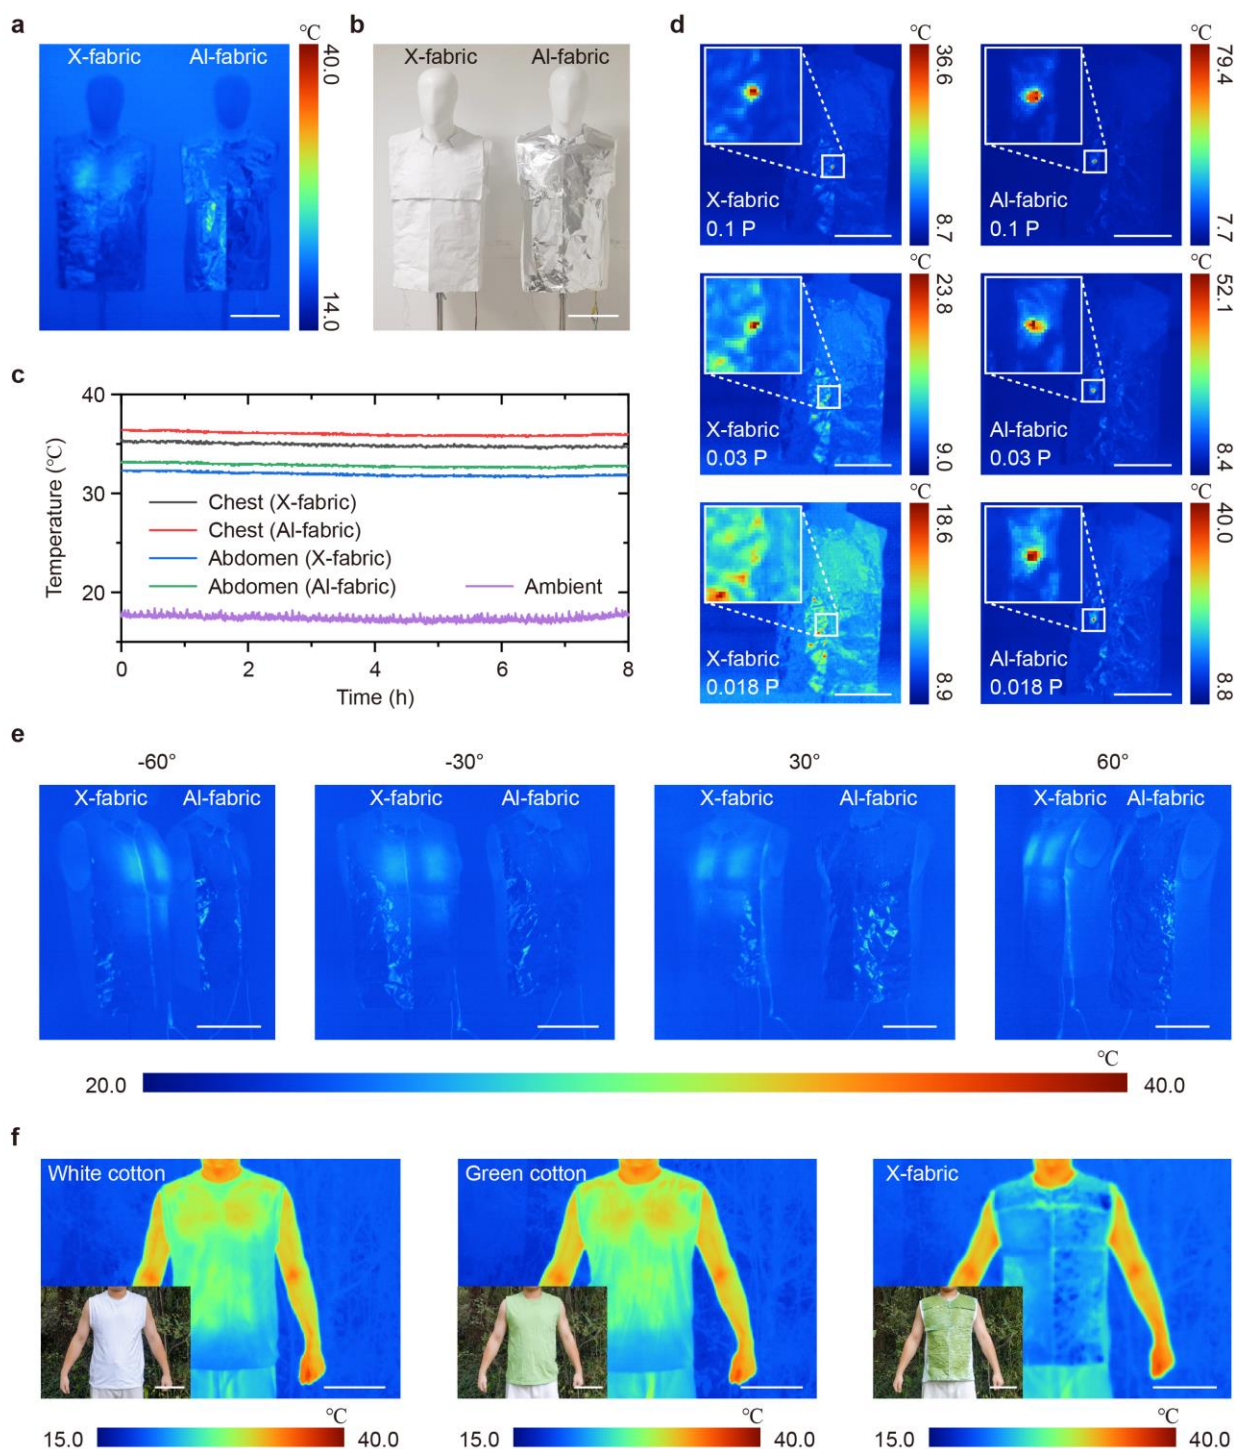 a
X-fabric
Al-fabric
°C
40.0
14.0
b
X-fabric
Al-fabric
c
40
30
20
Temperature (°C)
Chest (X-fabric)
Chest (Al-fabric)
Abdomen (X-fabric)
Abdomen (Al-fabric)
Ambient
0
2
4
6
8
Time (h)
d
°C
36.6
8.7
X-fabric
0.1 P
°C
79.4
7.7
Al-fabric
0.1 P
°C
23.8
9.0
X-fabric
0.03 P
°C
52.1
8.4
Al-fabric
0.03 P
°C
18.6
8.9
X-fabric
0.018 P
°C
40.0
8.8
Al-fabric
0.018 P
e
-60°
-30°
30°
60°
X-fabric
Al-fabric
X-fabric
Al-fabric
X-fabric
Al-fabric
X-fabric
Al-fabric
°C
20.0
40.0
f
White cotton
Green cotton
X-fabric
°C
15.0
40.0
°C
15.0
40.0
°C
15.0
40.0